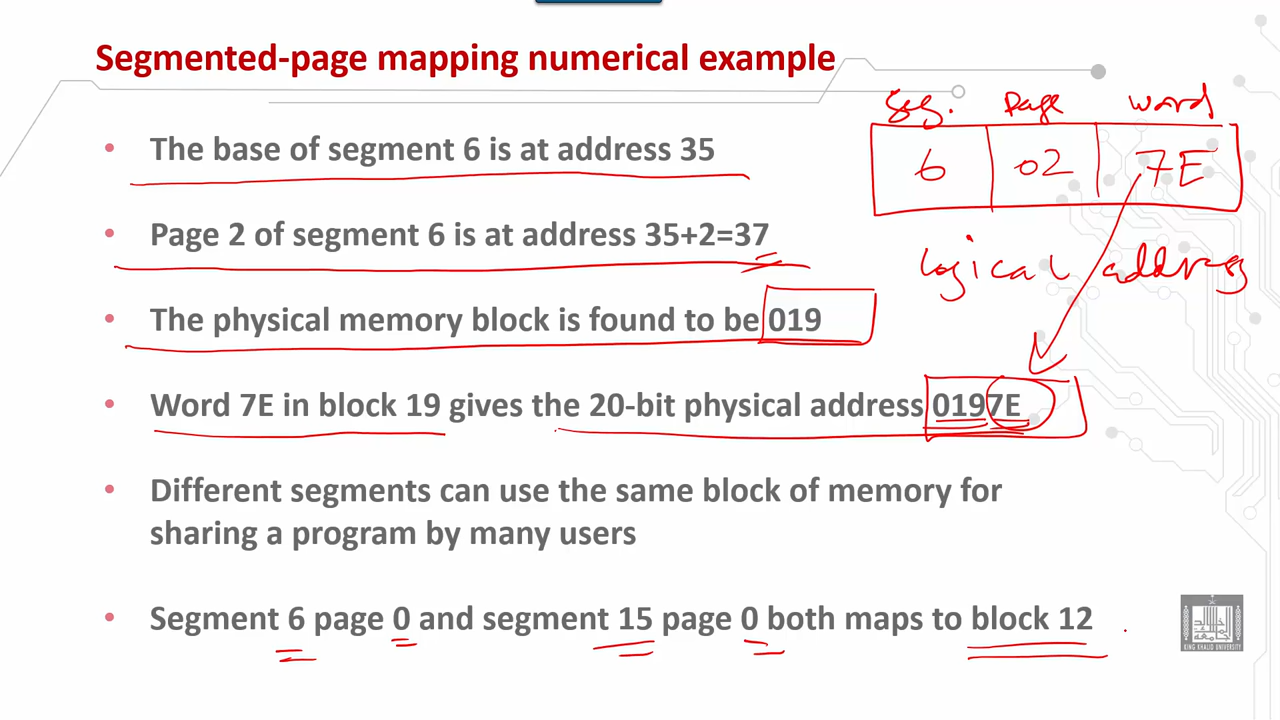 Segmented-page mapping numerical example
Seg. Page word
6 02 7E
logical address
• The base of segment 6 is at address 35
• Page 2 of segment 6 is at address 35+2=37
• The physical memory block is found to be 019
• Word 7E in block 19 gives the 20-bit physical address 0197E
• Different segments can use the same block of memory for
sharing a program by many users
• Segment 6 page 0 and segment 15 page 0 both maps to block 12
KING KHALID UNIVERSITY